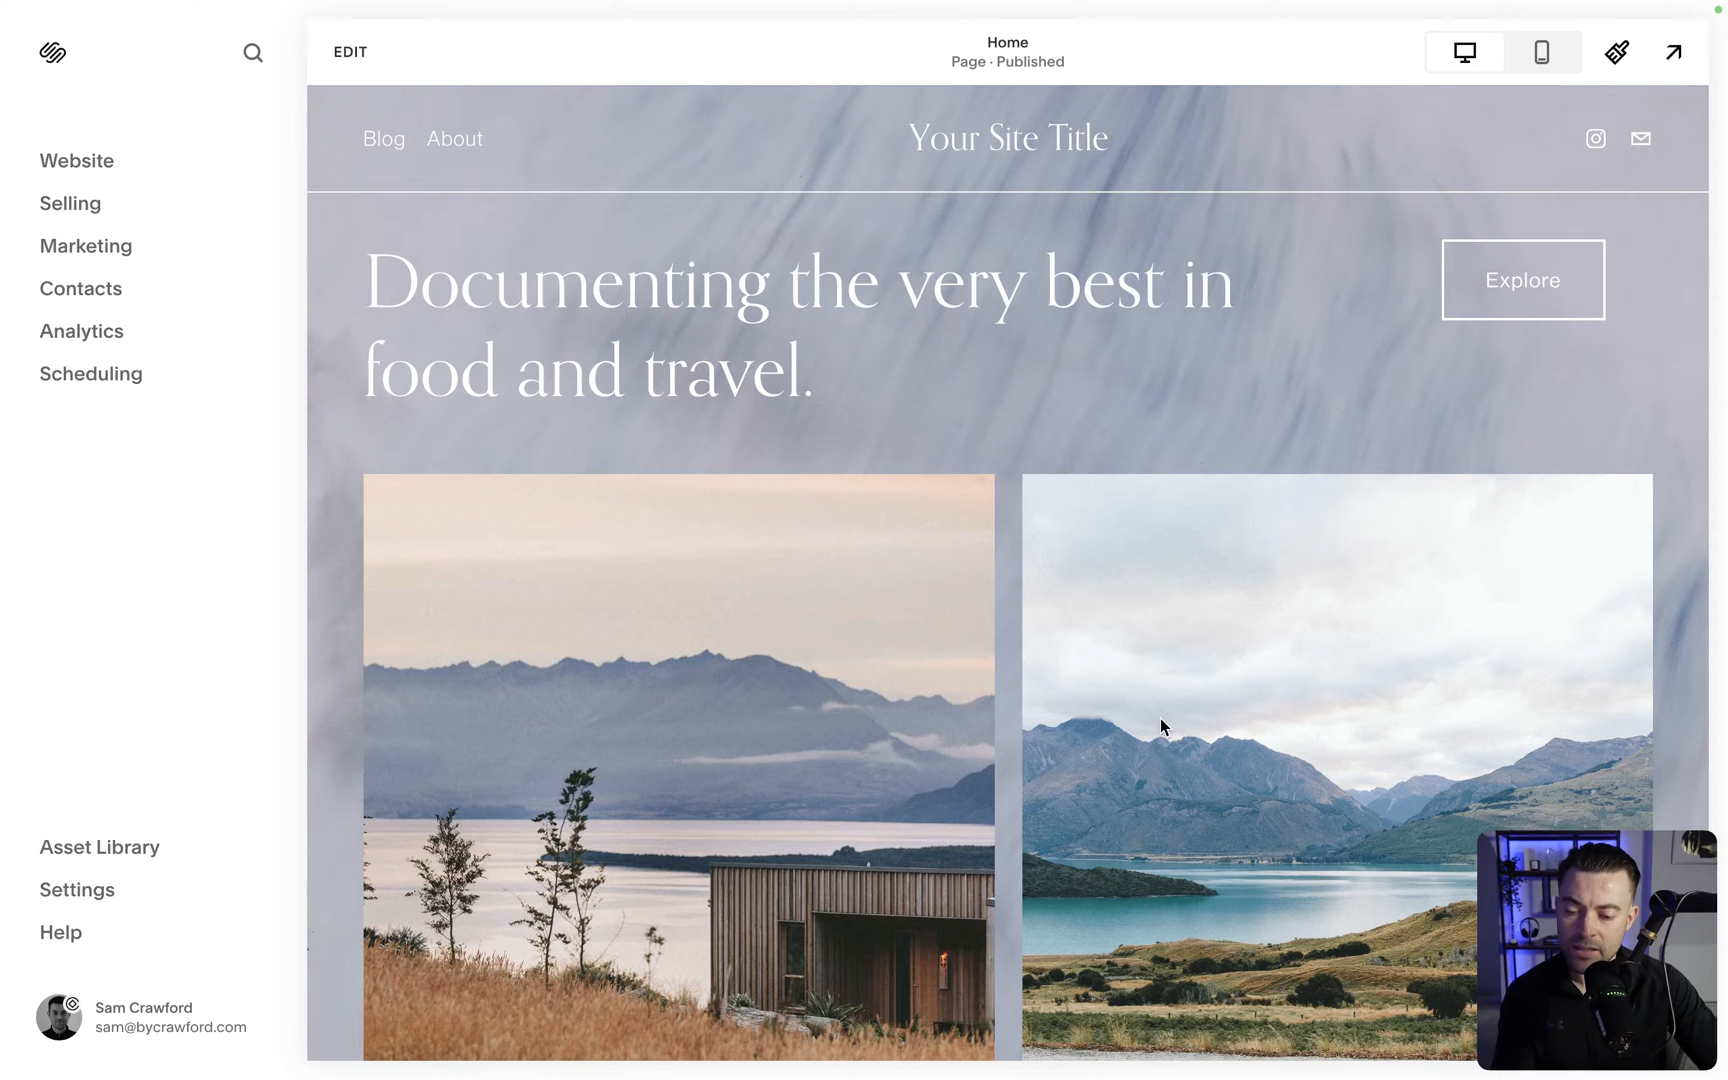 EDIT
Home
Page · Published
Website
Selling
Marketing
Contacts
Analytics
Scheduling
Asset Library
Settings
Help
Sam Crawford
sam@bycrawford.com
Blog About
Your Site Title
Documenting the very best in
food and travel.
Explore